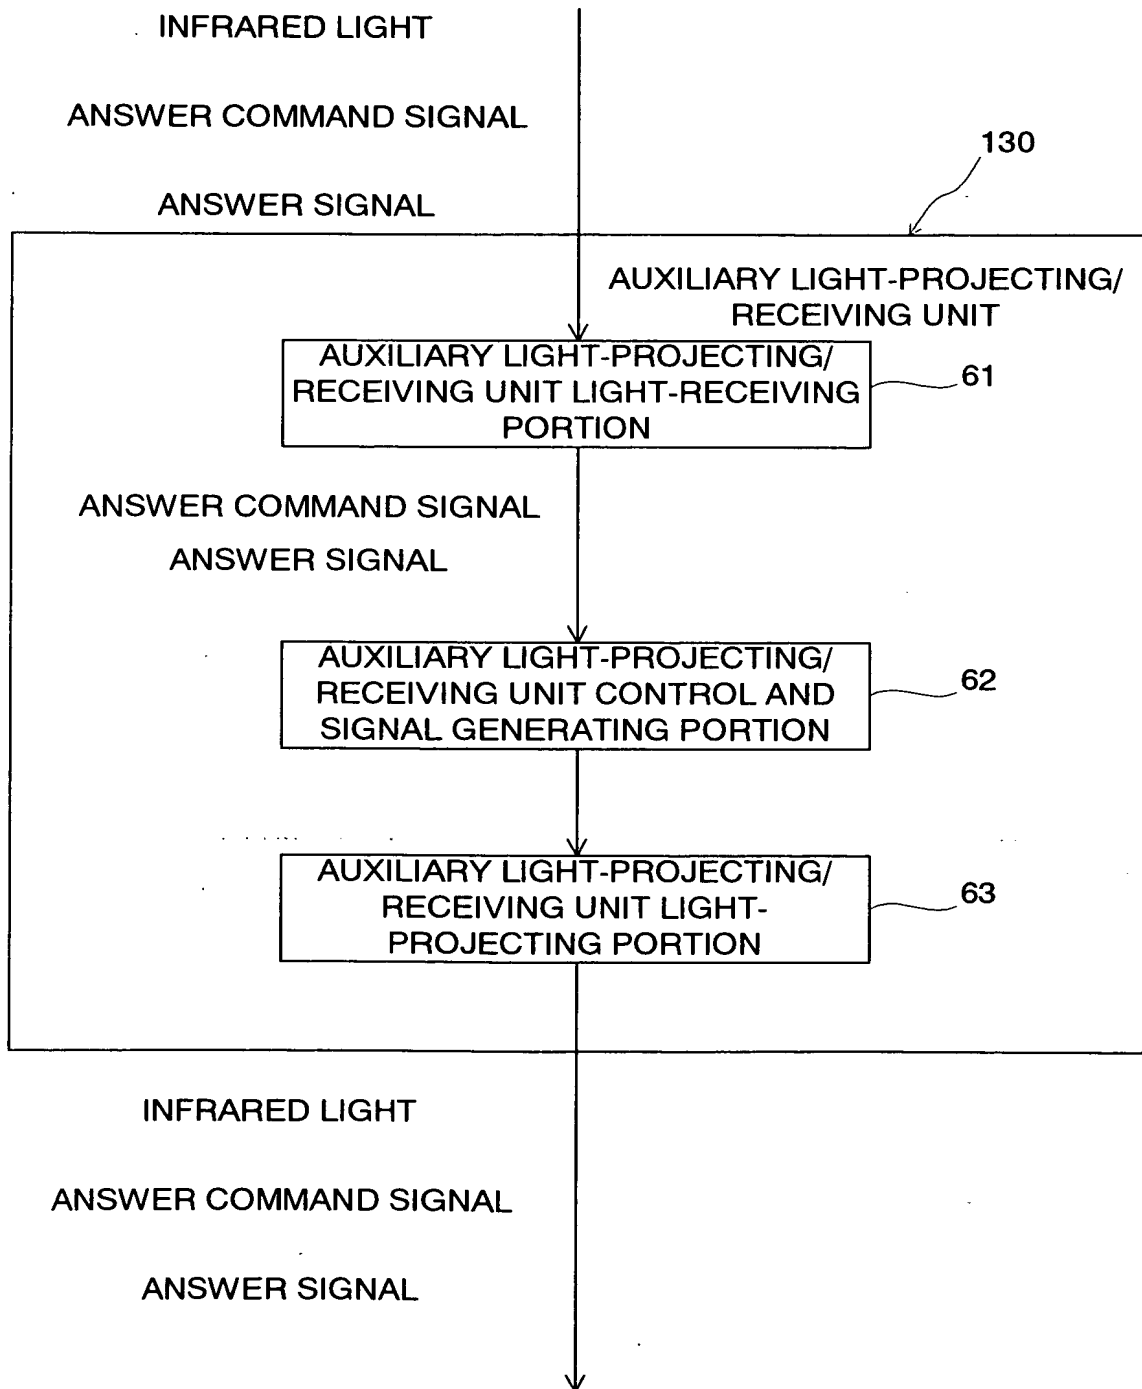 INFRARED LIGHT
ANSWER COMMAND SIGNAL
ANSWER SIGNAL
130
AUXILIARY LIGHT-PROJECTING/
RECEIVING UNIT
AUXILIARY LIGHT-PROJECTING/
RECEIVING UNIT LIGHT-RECEIVING
PORTION
61
ANSWER COMMAND SIGNAL
ANSWER SIGNAL
AUXILIARY LIGHT-PROJECTING/
RECEIVING UNIT CONTROL AND
SIGNAL GENERATING PORTION
62
AUXILIARY LIGHT-PROJECTING/
RECEIVING UNIT LIGHT-
PROJECTING PORTION
63
INFRARED LIGHT
ANSWER COMMAND SIGNAL
ANSWER SIGNAL